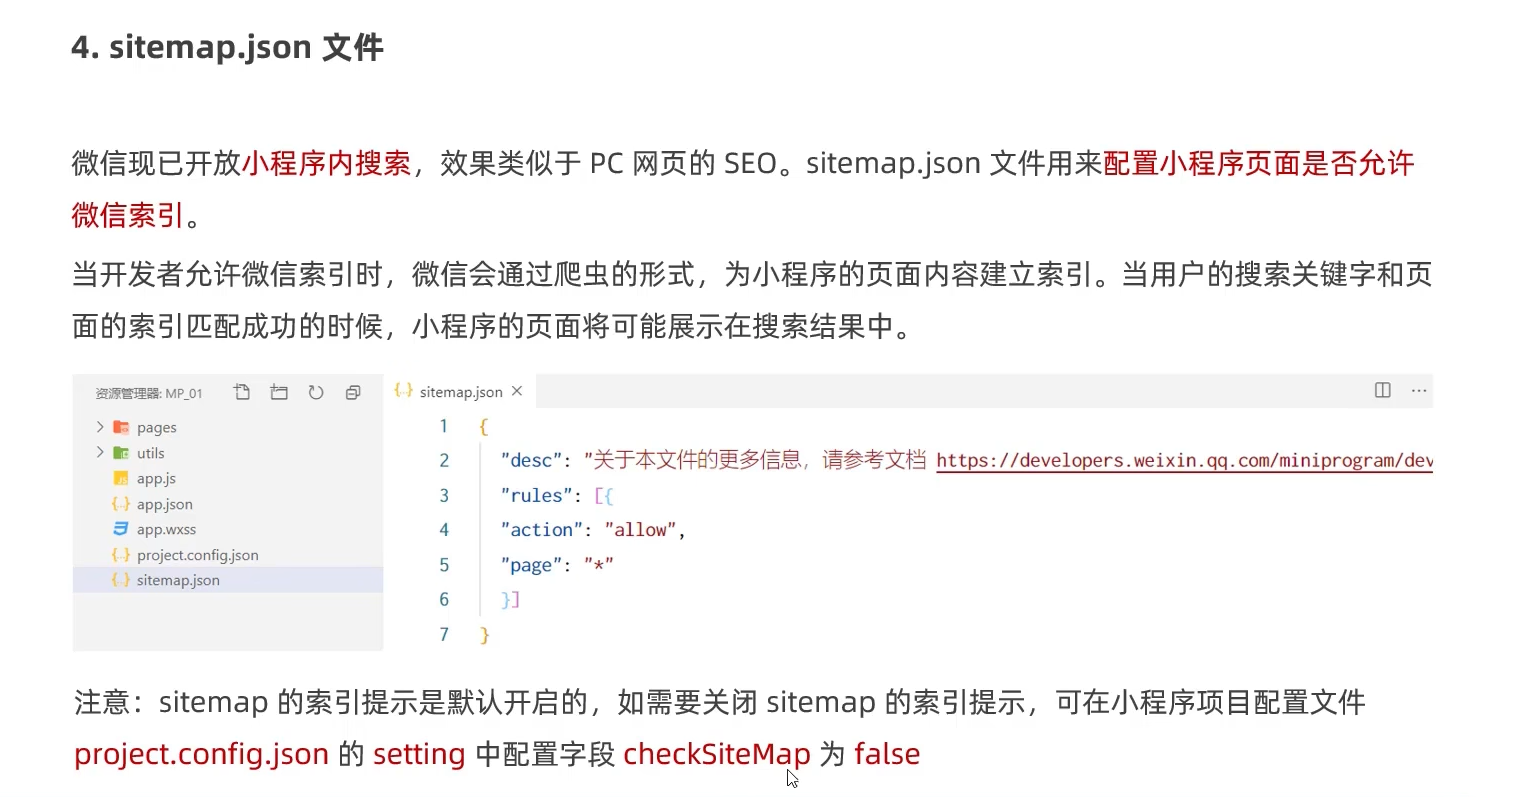 4. sitemap.json 文件
微信现已开放小程序内搜索，效果类似于 PC 网页的 SEO。sitemap.json 文件用来配置小程序页面是否允许
微信索引。
当开发者允许微信索引时，微信会通过爬虫的形式，为小程序的页面内容建立索引。当用户的搜索关键字和页
面的索引匹配成功的时候，小程序的页面将可能展示在搜索结果中。
资源管理器: MP_01
pages
utils
app.js
app.json
app.wxss
project.config.json
sitemap.json
sitemap.json ×
1 {
2 "desc": "关于本文件的更多信息，请参考文档 https://developers.weixin.qq.com/miniprogram/dev
3 "rules": [{
4 "action": "allow",
5 "page": "*"
6 }]
7 }
注意：sitemap 的索引提示是默认开启的，如需要关闭 sitemap 的索引提示，可在小程序项目配置文件
project.config.json 的 setting 中配置字段 checkSiteMap 为 false